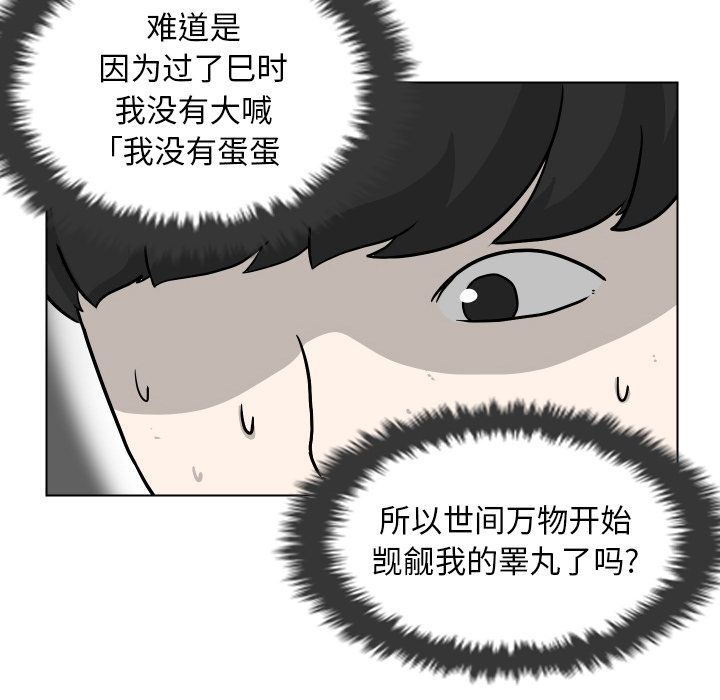 难道是
因为过了巳时
我没有大喊
「我没有蛋蛋
所以世间万物开始
觊觎我的睪丸了吗?